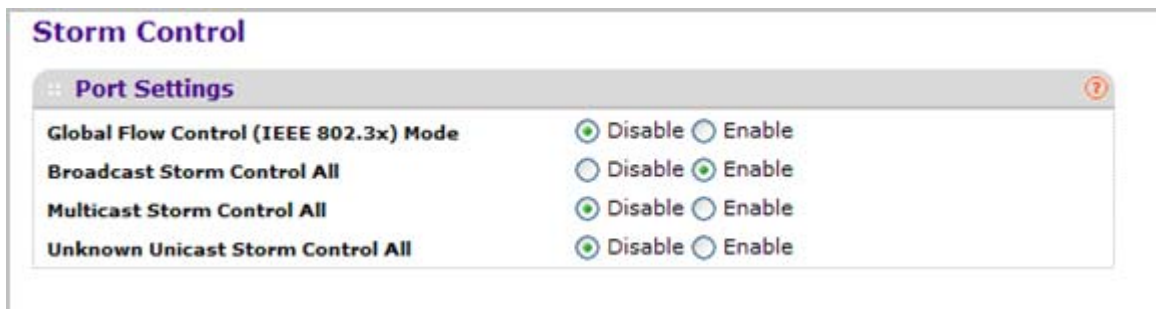 Storm Control
Port Settings ?
Global Flow Control (IEEE 802.3x) Mode Disable Enable
Broadcast Storm Control All Disable Enable
Multicast Storm Control All Disable Enable
Unknown Unicast Storm Control All Disable Enable